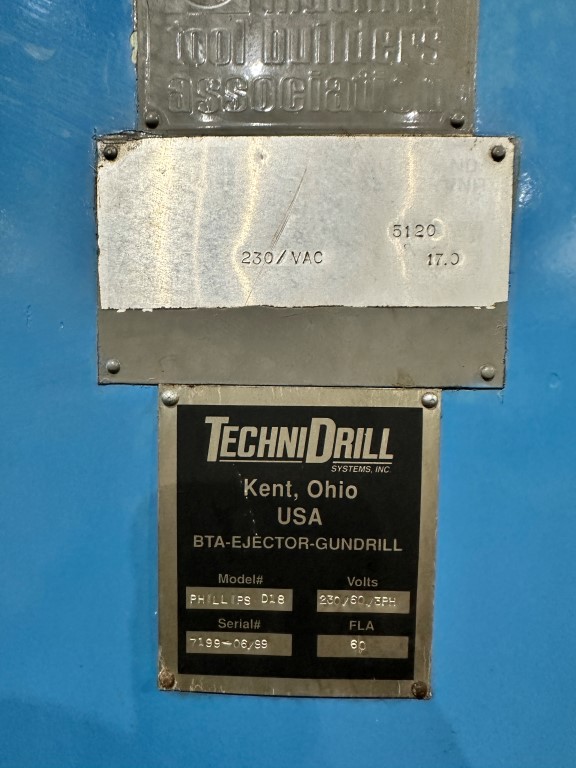 tool builders
association
5120
230/VAC 17.0
TECHNIDRILL
SYSTEMS, INC.
Kent, Ohio
USA
BTA-EJECTOR-GUNDRILL
Model# Volts
PHILLIPS D18 230/60/3PH
Serial# FLA
7199-06/99 60